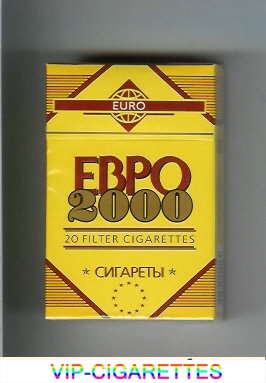 EURO
ЕВРО
2000
20 FILTER CIGARETTES
* СИГАРЕТЫ *
VIP-CIGARETTES